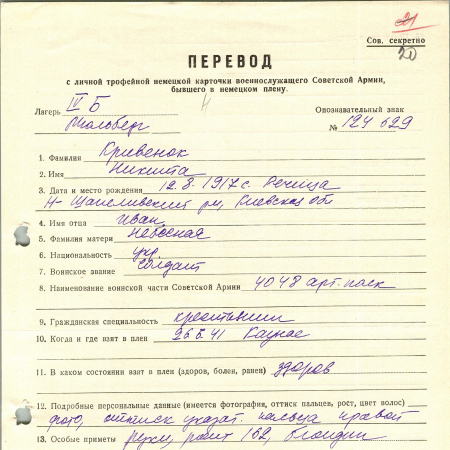 21
Сов. секретно
20
ПЕРЕВОД
с личной трофейной немецкой карточки военнослужащего Советской Армии,
бывшего в немецком плену.
Лагерь IV Б
Мюльберг
Опознавательный знак
№ 124 629
1. Фамилия Кривенок
2. Имя Никита
3. Дата и место рождения 12.8.1917 с. Речица
Н- р-н, Киевская обл
4. Имя отца Иван
5. Фамилия матери
6. Национальность укр.
7. Воинское звание солдат
8. Наименование воинской части Советской Армии 4048 арт. полк
9. Гражданская специальность крестьянин
10. Когда и где взят в плен 26.6.41 Каунас
11. В каком состоянии взят в плен (здоров, болен, ранен) здоров
12. Подробные персональные данные (имеется фотография, оттиск пальцев, рост, цвет волос)
фото, оттиск указат. пальца правой
13. Особые приметы руки, рост 162, блондин